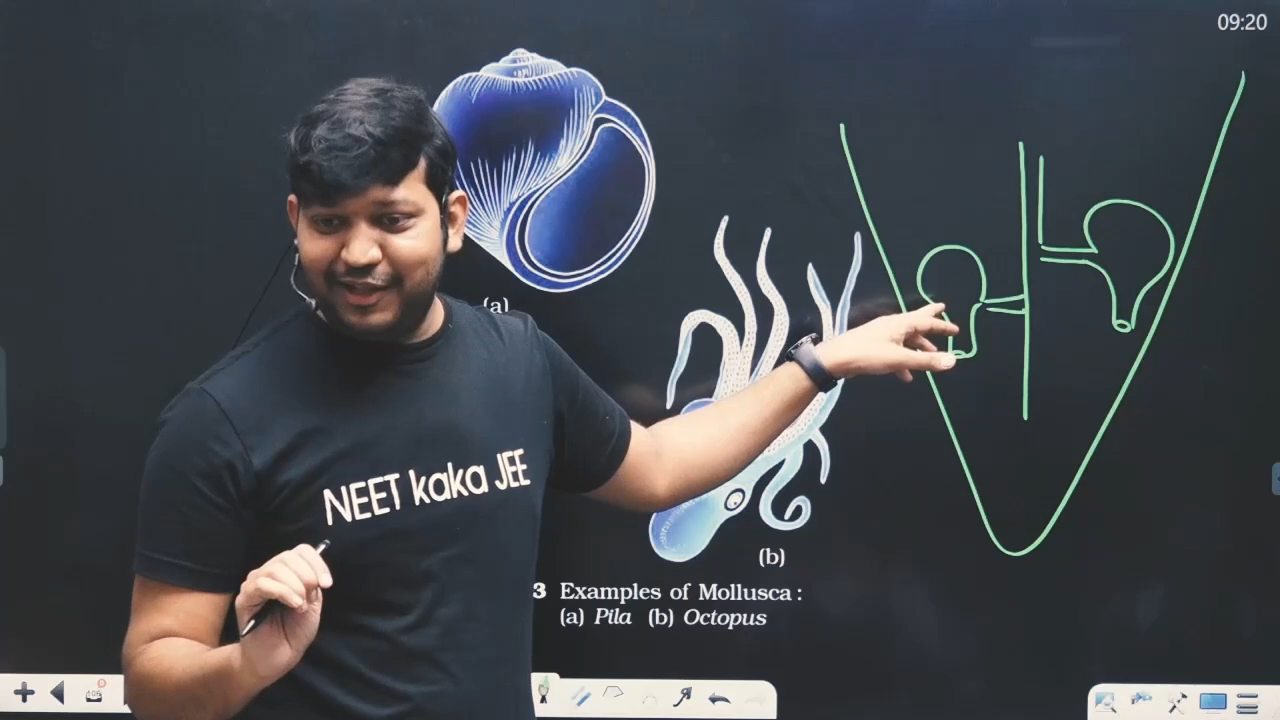 09:20
(a)
NEET kaka JEE
(b)
3 Examples of Mollusca :
(a) Pila (b) Octopus